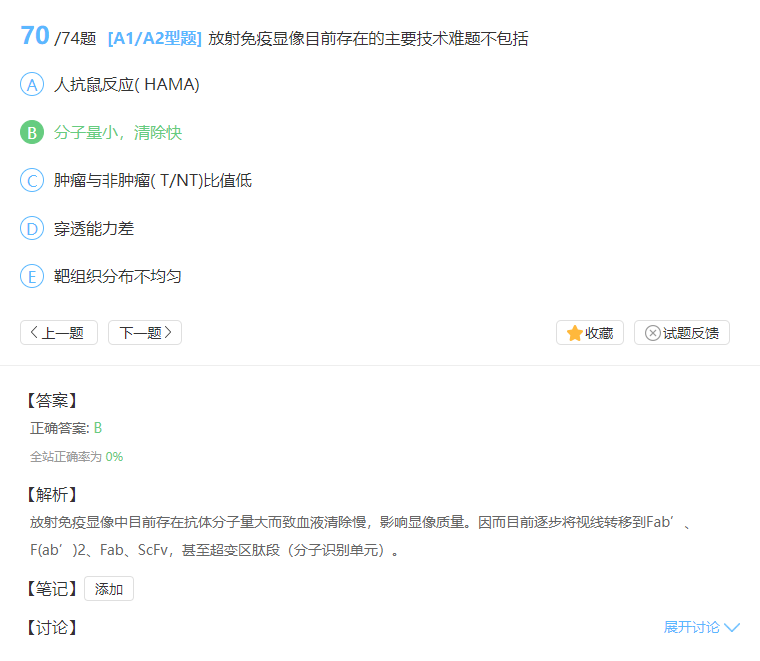 70 /74题 [A1/A2型题] 放射免疫显像目前存在的主要技术难题不包括
A 人抗鼠反应( HAMA)
B 分子量小，清除快
C 肿瘤与非肿瘤( T/NT)比值低
D 穿透能力差
E 靶组织分布不均匀
上一题 下一题 收藏 试题反馈
【答案】
正确答案: B
全站正确率为 0%
【解析】
放射免疫显像中目前存在抗体分子量大而致血液清除慢，影响显像质量。因而目前逐步将视线转移到Fab′、
F(ab′)2、Fab、ScFv，甚至超变区肽段（分子识别单元）。
【笔记】 添加
【讨论】 展开讨论